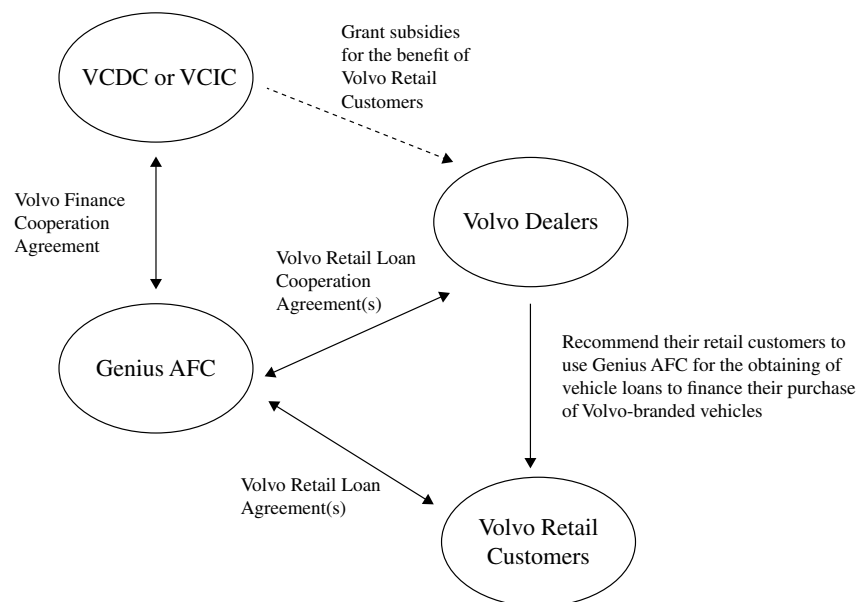 Grant subsidies
for the benefit of
Volvo Retail
Customers
VCDC or VCIC
Volvo Finance
Cooperation
Agreement
Volvo Dealers
Volvo Retail Loan
Cooperation
Agreement(s)
Genius AFC
Recommend their retail customers to
use Genius AFC for the obtaining of
vehicle loans to finance their purchase
of Volvo-branded vehicles
Volvo Retail Loan
Agreement(s)
Volvo Retail
Customers